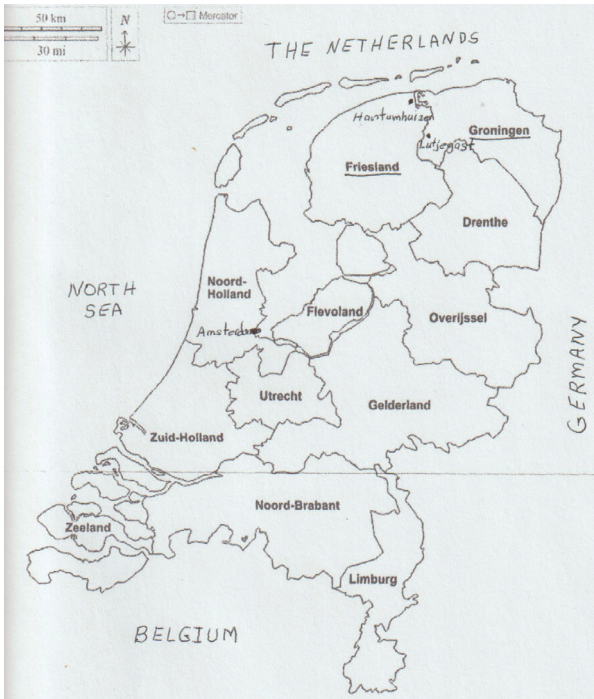 50 km
30 mi
N
Mercator
THE NETHERLANDS
Hantumhuizen
Groningen
Lutjegast
Friesland
Drenthe
NORTH
SEA
Noord-
Holland
Flevoland
Overijssel
Amsterdam
GERMANY
Utrecht
Gelderland
Zuid-Holland
Noord-Brabant
Zeeland
Limburg
BELGIUM